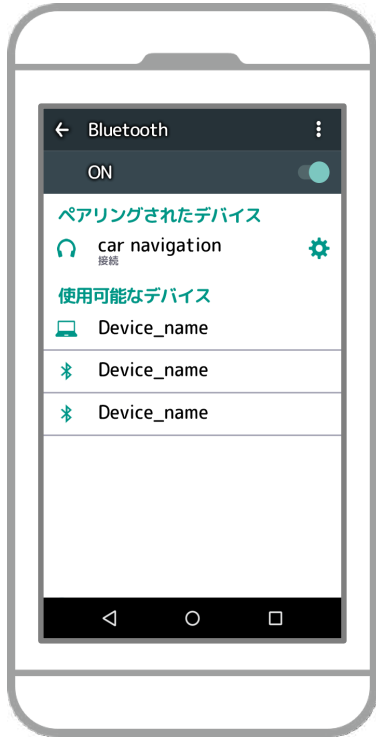 Bluetooth
ON
ペアリングされたデバイス
car navigation
接続
使用可能なデバイス
Device_name
Device_name
Device_name